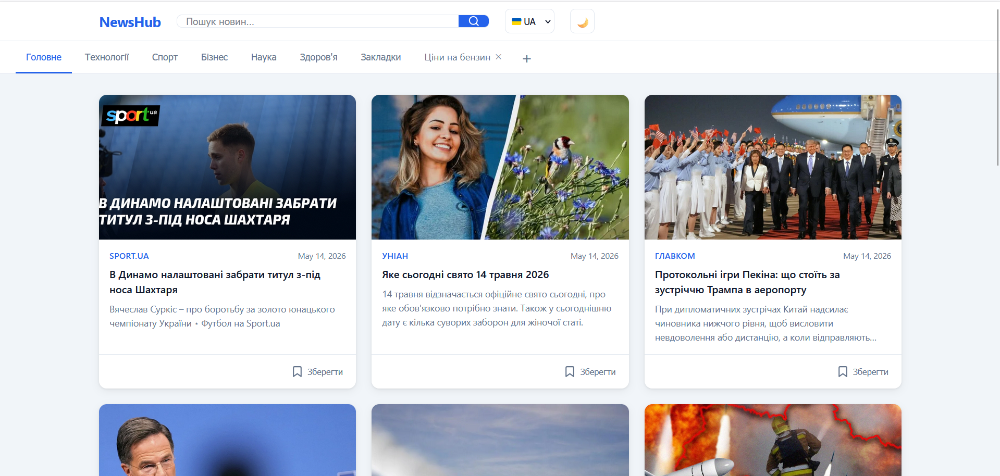 NewsHub
Пошук новин...
UA
Головне
Технології
Спорт
Бізнес
Наука
Здоров'я
Закладки
Ціни на бензин ×
+
sport.ua
В ДИНАМО НАЛАШТОВАНІ ЗАБРАТИ
ТИТУЛ З-ПІД НОСА ШАХТАРЯ
SPORT.UA
May 14, 2026
В Динамо налаштовані забрати титул з-під
носа Шахтаря
Вячеслав Суркіс – про боротьбу за золото юнацького
чемпіонату України • Футбол на Sport.ua
Зберегти
УНІАН
May 14, 2026
Яке сьогодні свято 14 травня 2026
14 травня відзначається офіційне свято сьогодні, про
яке обов'язково потрібно знати. Також у сьогоднішню
дату є кілька суворих заборон для жіночої статі.
Зберегти
ГЛАВКОМ
May 14, 2026
Протокольні ігри Пекіна: що стоїть за
зустріччю Трампа в аеропорту
При дипломатичних зустрічах Китай надсилає
чиновника нижчого рівня, щоб висловити
невдоволення або дистанцію, а коли відправляють...
Зберегти